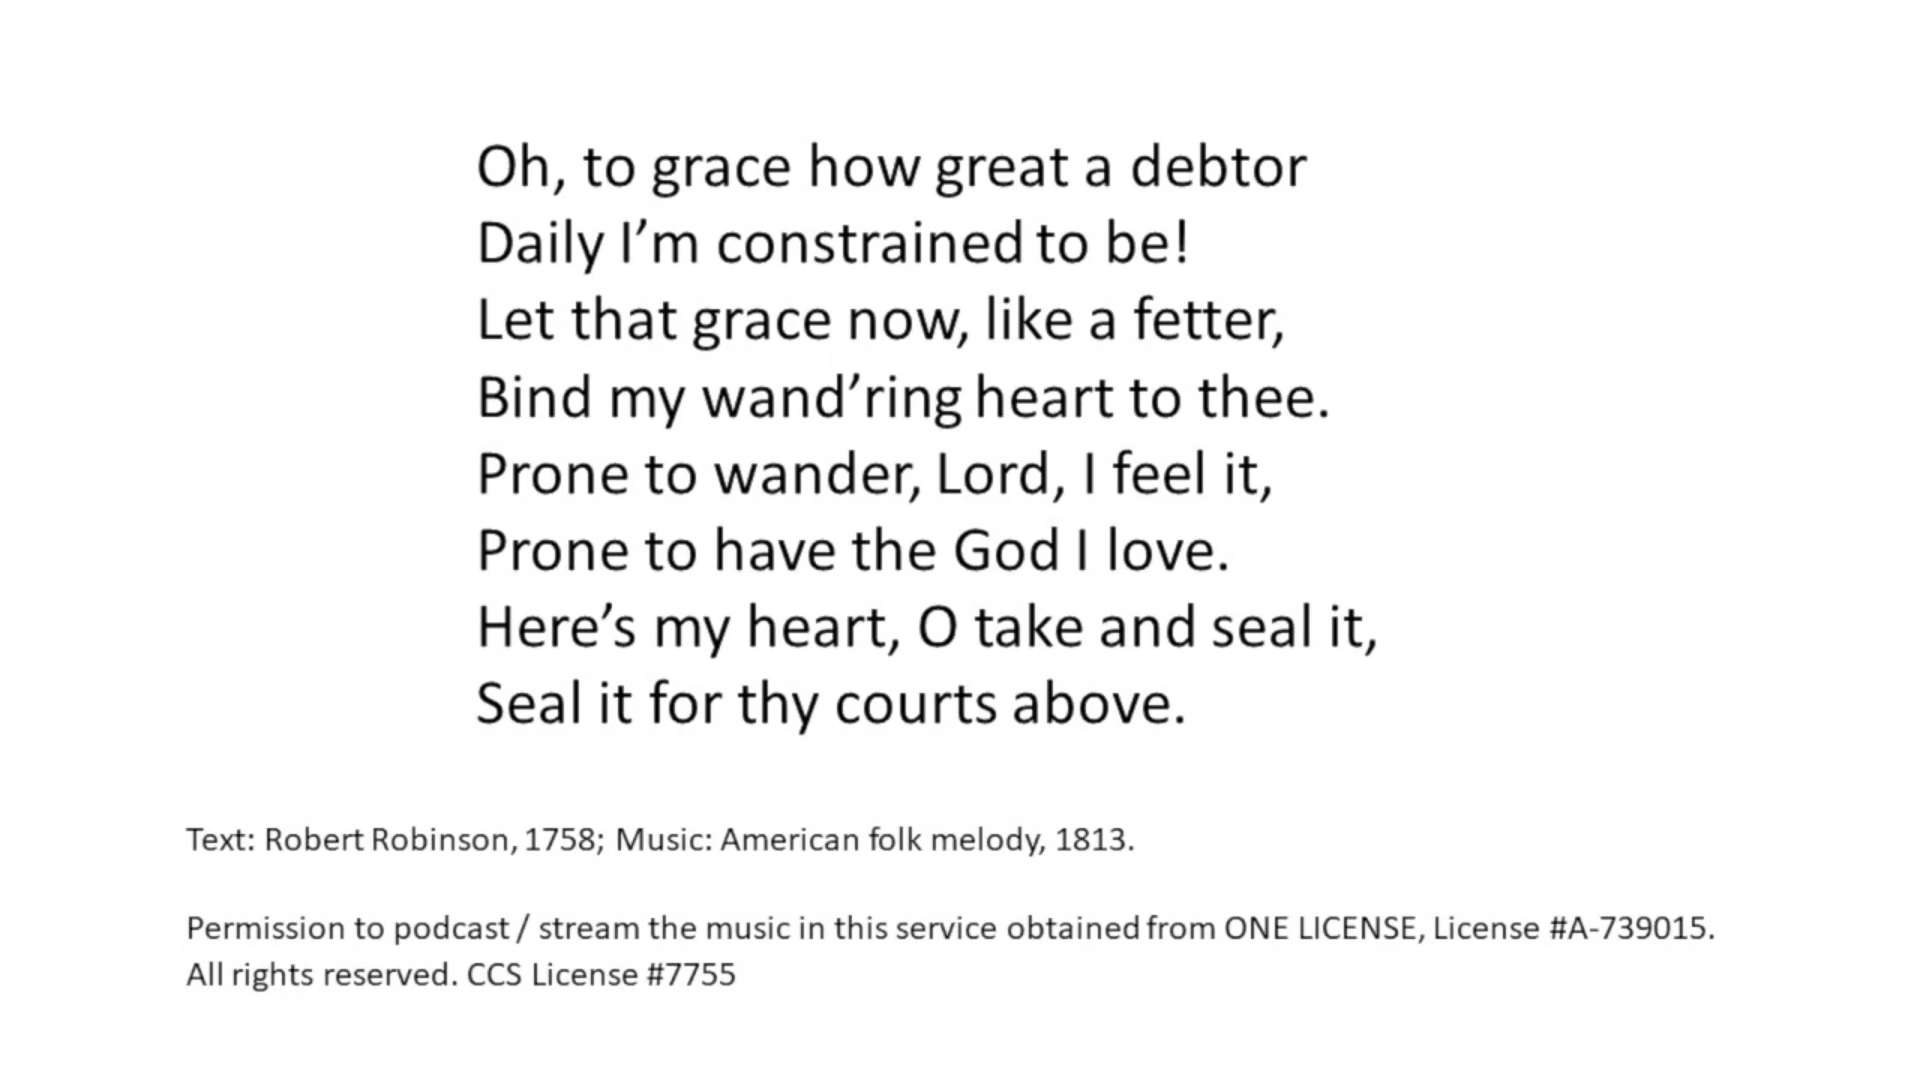 Oh, to grace how great a debtor
Daily I’m constrained to be!
Let that grace now, like a fetter,
Bind my wand’ring heart to thee.
Prone to wander, Lord, I feel it,
Prone to have the God I love.
Here’s my heart, O take and seal it,
Seal it for thy courts above.
Text: Robert Robinson, 1758; Music: American folk melody, 1813.
Permission to podcast / stream the music in this service obtained from ONE LICENSE, License #A-739015.
All rights reserved. CCS License #7755